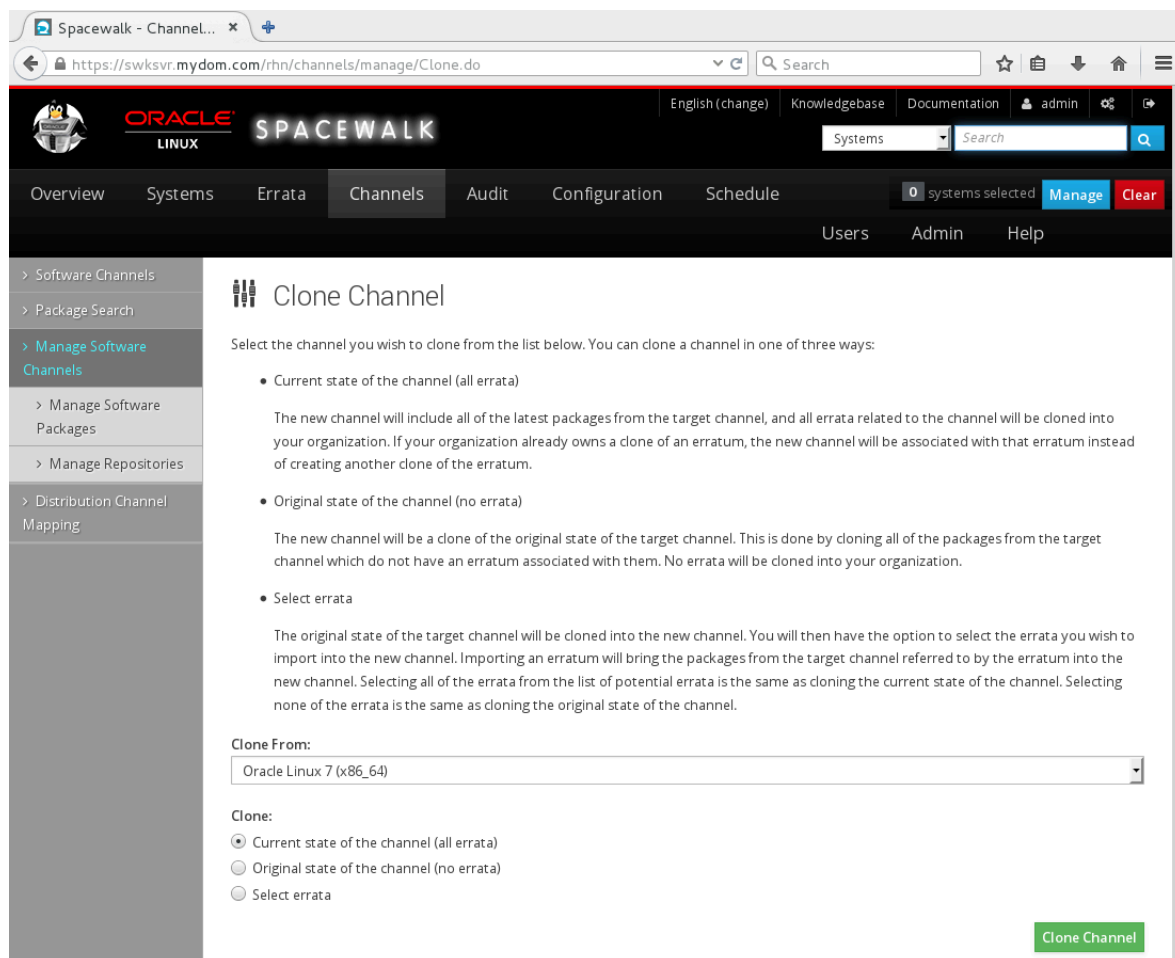 Spacewalk - Channel...
https://swksvr.mydom.com/rhn/channels/manage/Clone.do
Search
ORACLE
LINUX
SPACEWALK
English (change) Knowledgebase Documentation admin
Systems Search
Overview Systems Errata Channels Audit Configuration Schedule
0 systems selected Manage Clear
Users Admin Help
> Software Channels
> Package Search
> Manage Software
Channels
> Manage Software
Packages
> Manage Repositories
> Distribution Channel
Mapping
Clone Channel
Select the channel you wish to clone from the list below. You can clone a channel in one of three ways:
• Current state of the channel (all errata)
The new channel will include all of the latest packages from the target channel, and all errata related to the channel will be cloned into
your organization. If your organization already owns a clone of an erratum, the new channel will be associated with that erratum instead
of creating another clone of the erratum.
• Original state of the channel (no errata)
The new channel will be a clone of the original state of the target channel. This is done by cloning all of the packages from the target
channel which do not have an erratum associated with them. No errata will be cloned into your organization.
• Select errata
The original state of the target channel will be cloned into the new channel. You will then have the option to select the errata you wish to
import into the new channel. Importing an erratum will bring the packages from the target channel referred to by the erratum into the
new channel. Selecting all of the errata from the list of potential errata is the same as cloning the current state of the channel. Selecting
none of the errata is the same as cloning the original state of the channel.
Clone From:
Oracle Linux 7 (x86_64)
Clone:
Current state of the channel (all errata)
Original state of the channel (no errata)
Select errata
Clone Channel